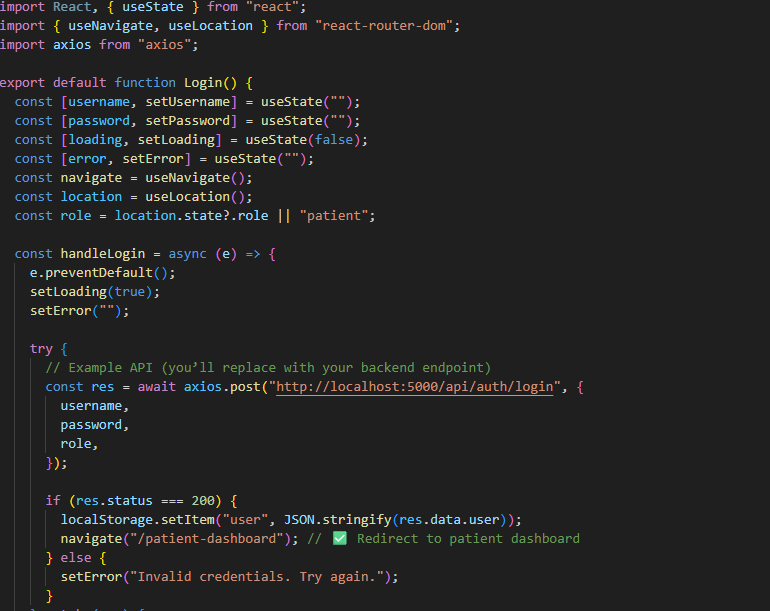 import React, { useState } from "react";
import { useNavigate, useLocation } from "react-router-dom";
import axios from "axios";

export default function Login() {
  const [username, setUsername] = useState("");
  const [password, setPassword] = useState("");
  const [loading, setLoading] = useState(false);
  const [error, setError] = useState("");
  const navigate = useNavigate();
  const location = useLocation();
  const role = location.state?.role || "patient";

  const handleLogin = async (e) => {
    e.preventDefault();
    setLoading(true);
    setError("");

    try {
      // Example API (you’ll replace with your backend endpoint)
      const res = await axios.post("http://localhost:5000/api/auth/login", {
        username,
        password,
        role,
      });

      if (res.status === 200) {
        localStorage.setItem("user", JSON.stringify(res.data.user));
        navigate("/patient-dashboard"); // ✅ Redirect to patient dashboard
      } else {
        setError("Invalid credentials. Try again.");
      }